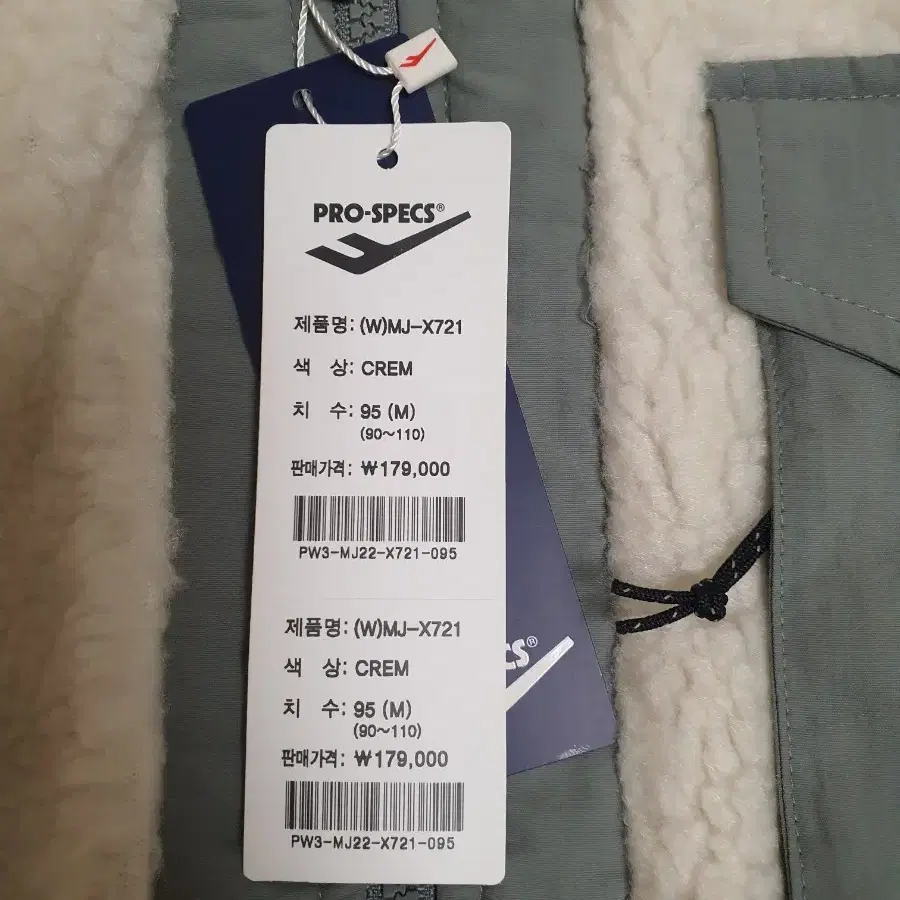 PRO-SPECS®
제품명: (W)MJ-X721
색 상: CREM
치 수: 95 (M)
(90~110)
판매가격: ₩179,000
PW3-MJ22-X721-095
제품명: (W)MJ-X721
색 상: CREM
치 수: 95 (M)
(90~110)
판매가격: ₩179,000
PW3-MJ22-X721-095
CS®